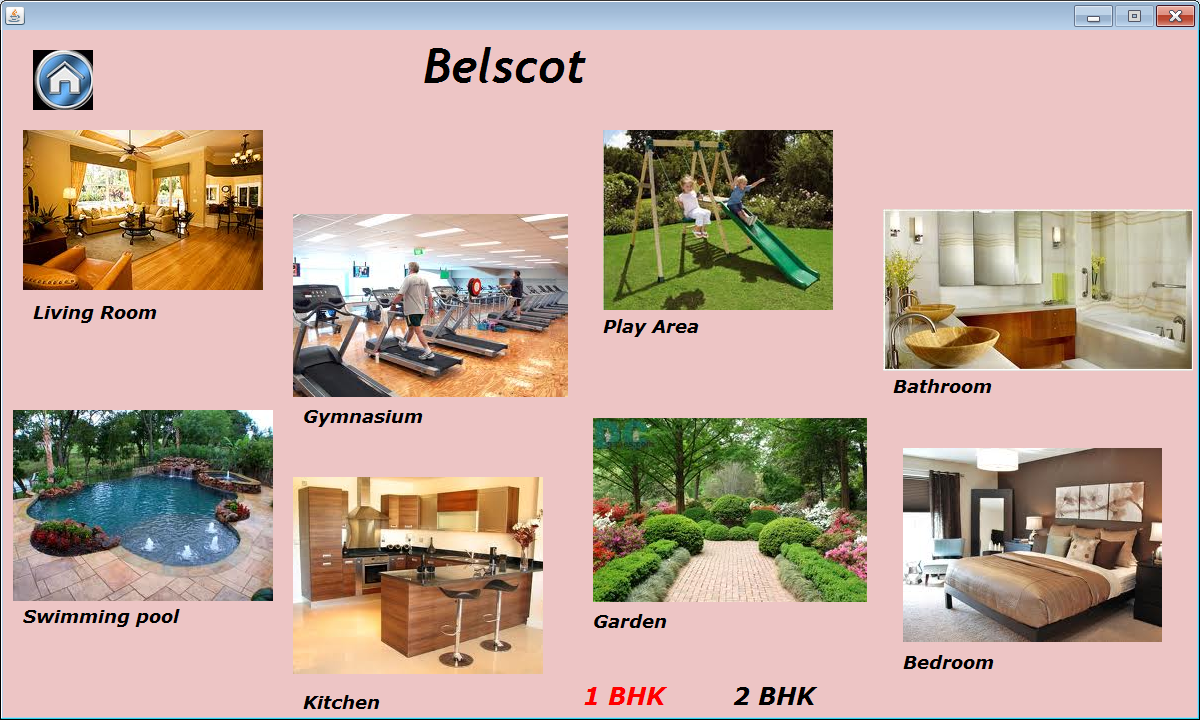 Belscot
Living Room
Gymnasium
Play Area
Bathroom
Swimming pool
Kitchen
Garden
Bedroom
1 BHK
2 BHK